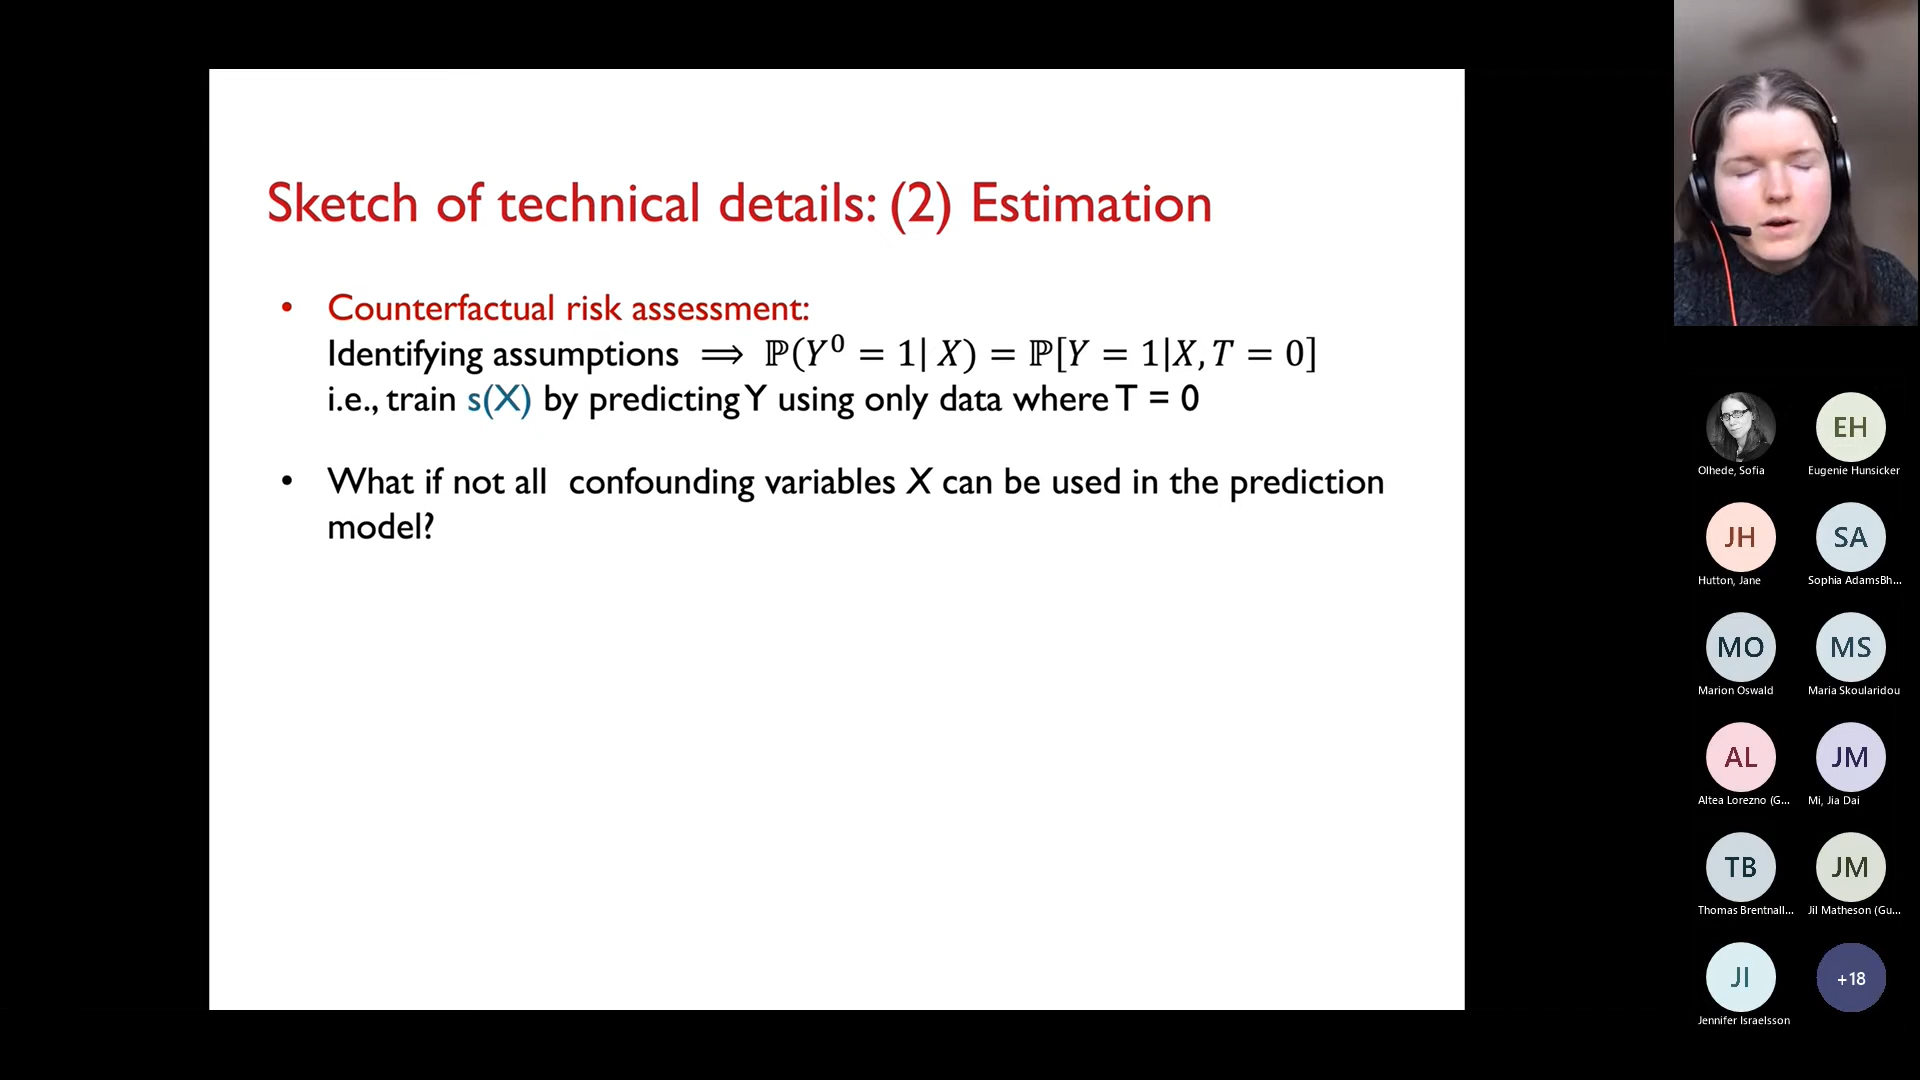 Sketch of technical details: (2) Estimation
• Counterfactual risk assessment:
Identifying assumptions ⟹ ℙ(Y⁰ = 1| X) = ℙ[Y = 1|X, T = 0]
i.e., train s(X) by predicting Y using only data where T = 0
• What if not all confounding variables X can be used in the prediction
model?
Olhede, Sofia
EH
Eugenie Hunsicker
JH
Hutton, Jane
SA
Sophia AdamsBh...
MO
Marion Oswald
MS
Maria Skoularidou
AL
Altea Lorezno (G...
JM
Mi, Jia Dai
TB
Thomas Brentnall...
JM
Jil Matheson (Gu...
JI
Jennifer Israelsson
+18